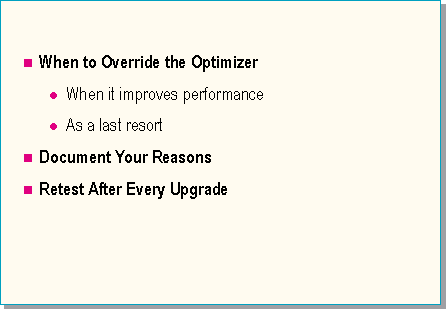 When to Override the Optimizer
When it improves performance
As a last resort
Document Your Reasons
Retest After Every Upgrade